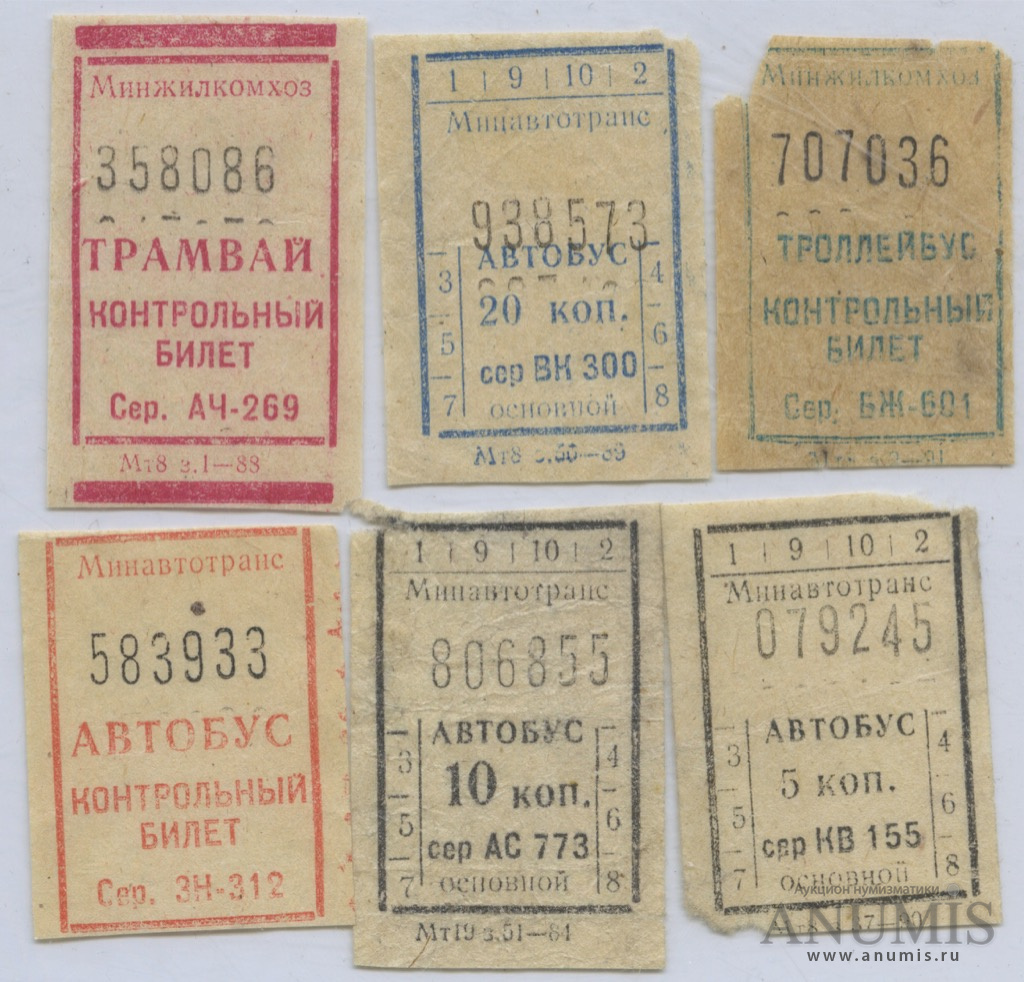 Минжилкомхоз
358086
ТРАМВАЙ
КОНТРОЛЬНЫЙ
БИЛЕТ
Сер. АЧ-269
Мт8 з.1—88
1 | 9 | 10 | 2
Минавтотранс
938573
АВТОБУС
3 4
20 коп.
5 6
сер ВК 300
7 8
основной
Мт8
Минжилкомхоз
707036
ТРОЛЛЕЙБУС
КОНТРОЛЬНЫЙ
БИЛЕТ
Сер. БЖ-601
Минавтотранс
583933
АВТОБУС
КОНТРОЛЬНЫЙ
БИЛЕТ
Сер. ЗН-312
1 | 9 | 10 | 2
Минавтотранс
806855
АВТОБУС
3 4
10 коп.
5 6
сер АС 773
7 8
основной
Мт19 з.51—84
1 | 9 | 10 | 2
Минавтотранс
079245
АВТОБУС
3 4
5 коп.
5 6
сер КВ 155
7 8
основной
Аукцион нумизматики
ANUMIS
www.anumis.ru